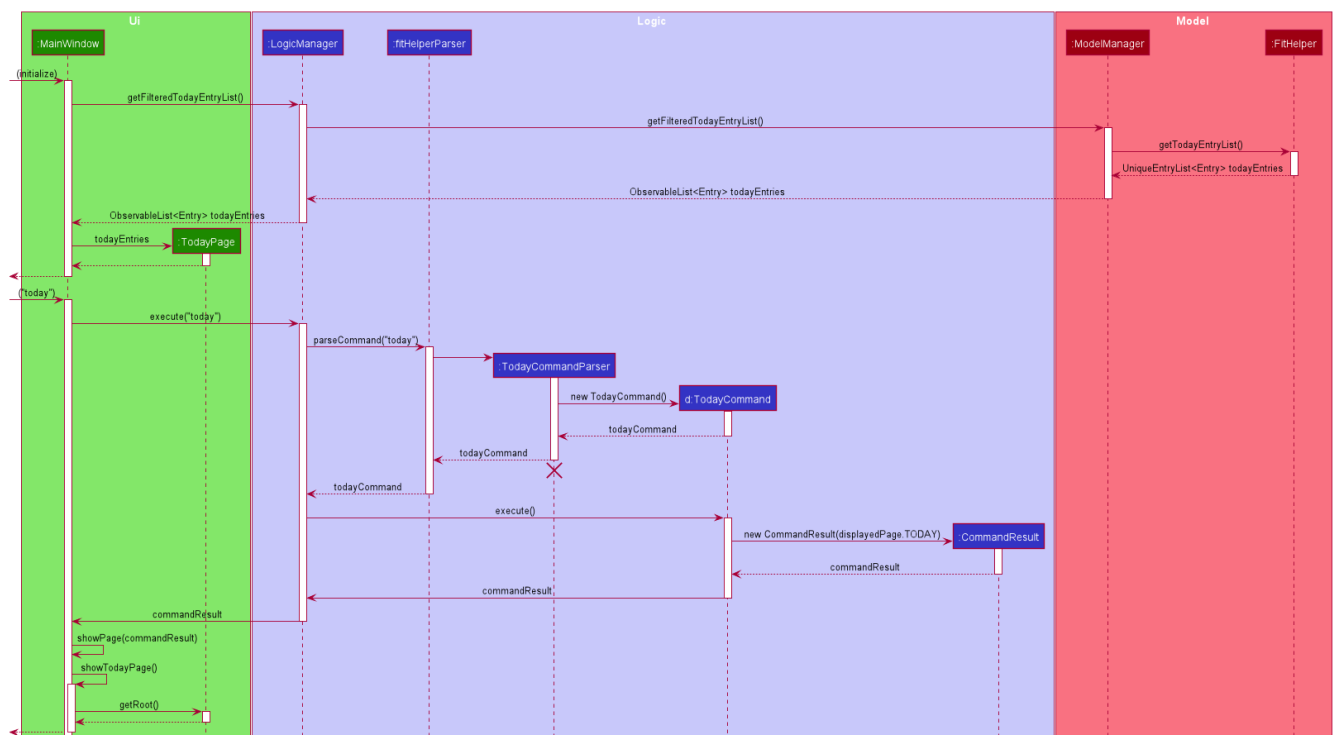 Ui
Logic
Model
:MainWindow
:LogicManager
:fitHelperParser
:ModelManager
:FitHelper
(initialize)
getFilteredTodayEntryList()
getFilteredTodayEntryList()
getTodayEntryList()
UniqueEntryList<Entry> todayEntries
ObservableList<Entry> todayEntries
ObservableList<Entry> todayEntries
todayEntries
:TodayPage
("today")
execute("today")
parseCommand("today")
:TodayCommandParser
new TodayCommand()
d:TodayCommand
todayCommand
todayCommand
todayCommand
execute()
new CommandResult(displayedPage.TODAY)
:CommandResult
commandResult
commandResult
commandResult
showPage(commandResult)
showTodayPage()
getRoot()